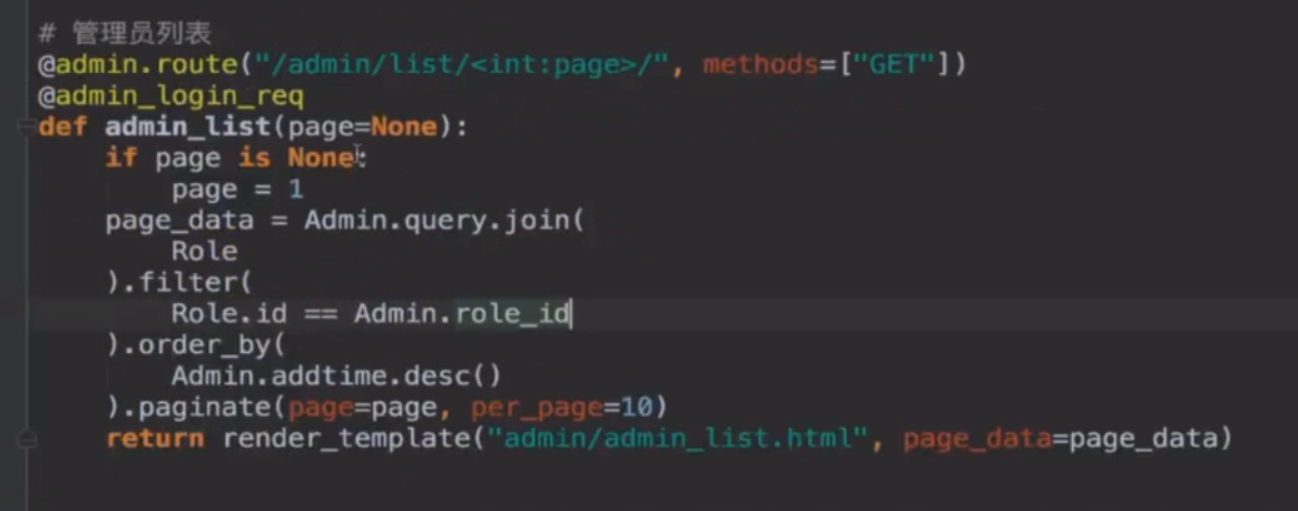 # 管理员列表
@admin.route("/admin/list/<int:page>/", methods=["GET"])
@admin_login_req
def admin_list(page=None):
    if page is None:
        page = 1
    page_data = Admin.query.join(
        Role
    ).filter(
        Role.id == Admin.role_id
    ).order_by(
        Admin.addtime.desc()
    ).paginate(page=page, per_page=10)
    return render_template("admin/admin_list.html", page_data=page_data)